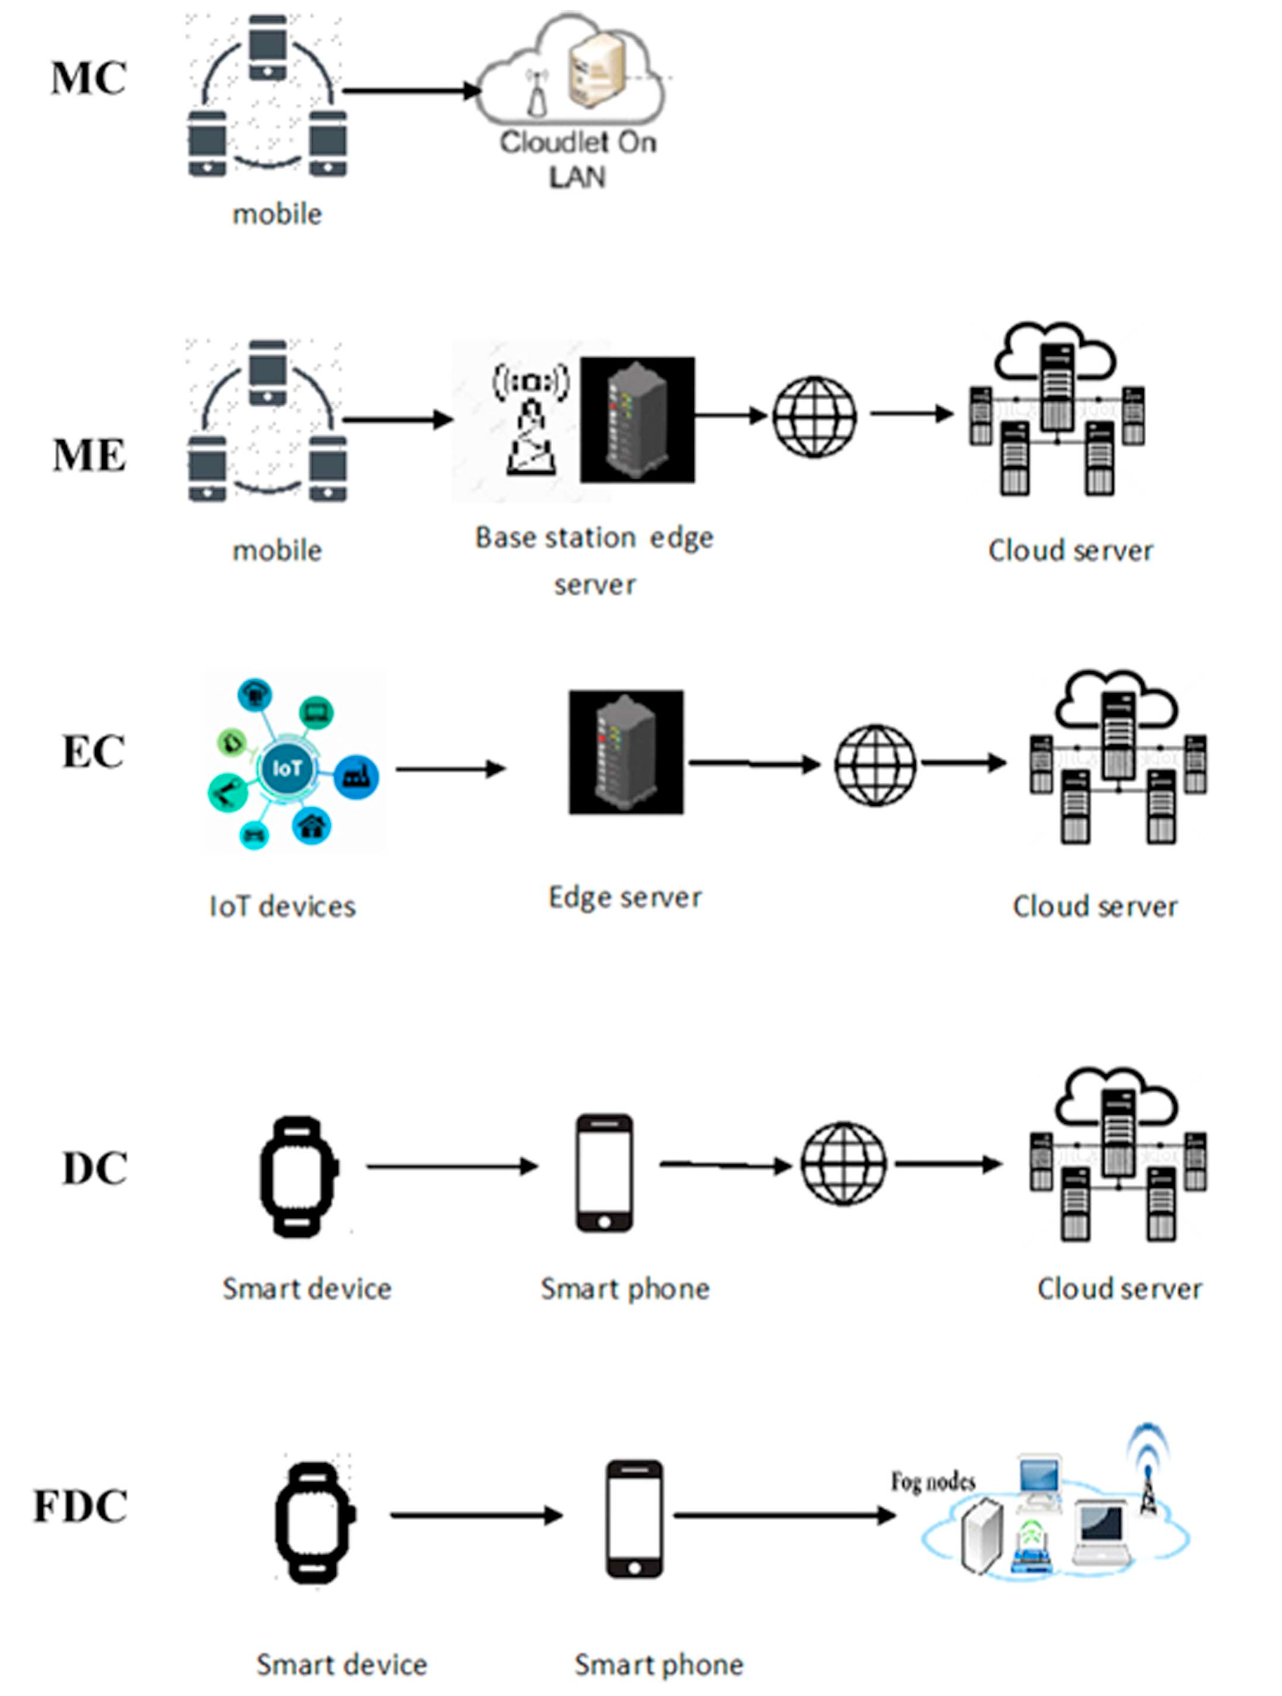 MC
Cloudlet On
LAN
mobile
ME
mobile
Base station edge
server
Cloud server
EC
IoT
IoT devices
Edge server
Cloud server
DC
Smart device
Smart phone
Cloud server
FDC
Fog nodes
Smart device
Smart phone